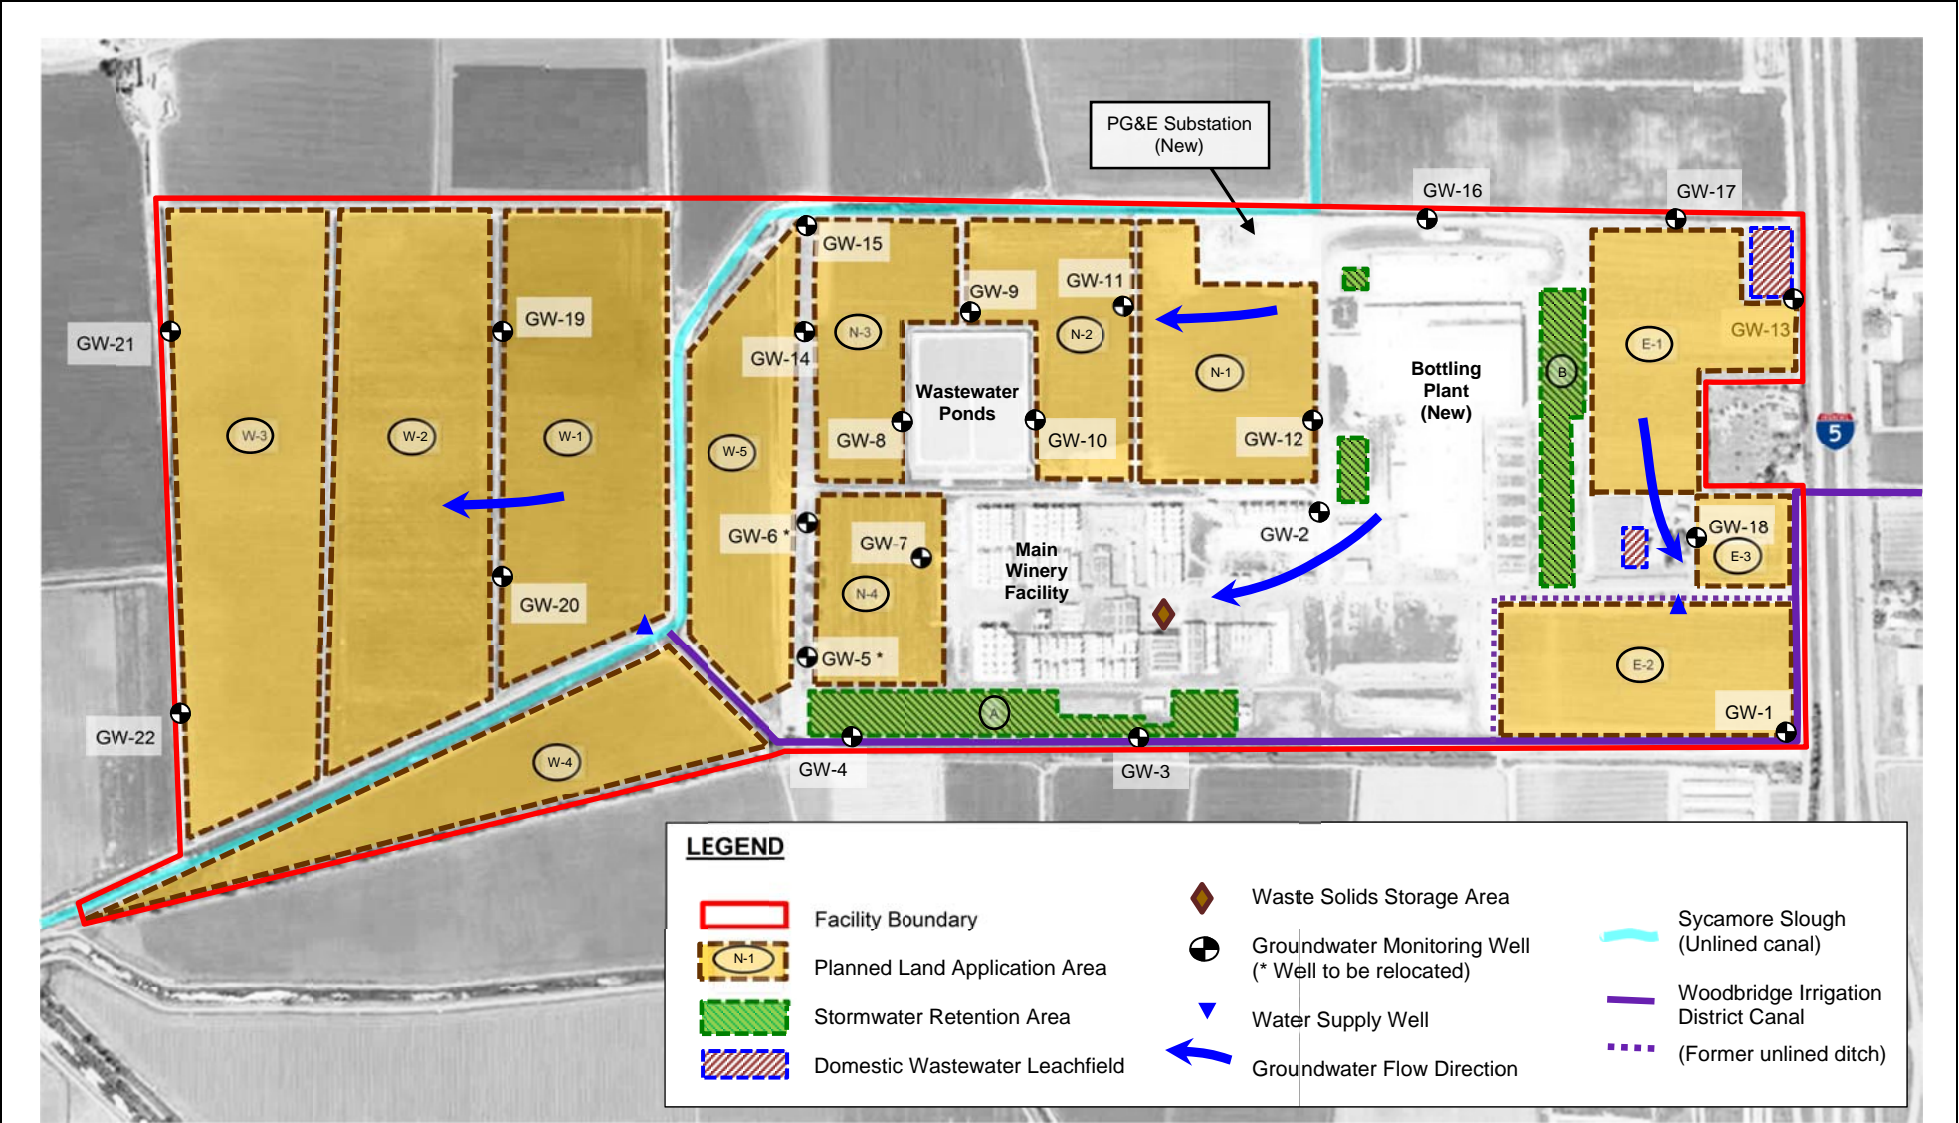 PG&E Substation
(New)
GW-16
GW-17
GW-15
GW-9
GW-11
GW-21
GW-19
GW-14
N-3
N-2
N-1
E-1
GW-13
B
Bottling
Plant
(New)
Wastewater
Ponds
5
W-3
W-2
W-1
W-5
GW-8
GW-10
GW-12
GW-6 *
GW-7
GW-2
GW-18
E-3
Main
Winery
Facility
N-4
GW-20
GW-5 *
E-2
A
GW-1
GW-22
W-4
GW-4
GW-3
LEGEND
Facility Boundary
N-1
Planned Land Application Area
Stormwater Retention Area
Domestic Wastewater Leachfield
Waste Solids Storage Area
Groundwater Monitoring Well
(* Well to be relocated)
Water Supply Well
Groundwater Flow Direction
Sycamore Slough
(Unlined canal)
Woodbridge Irrigation
District Canal
(Former unlined ditch)